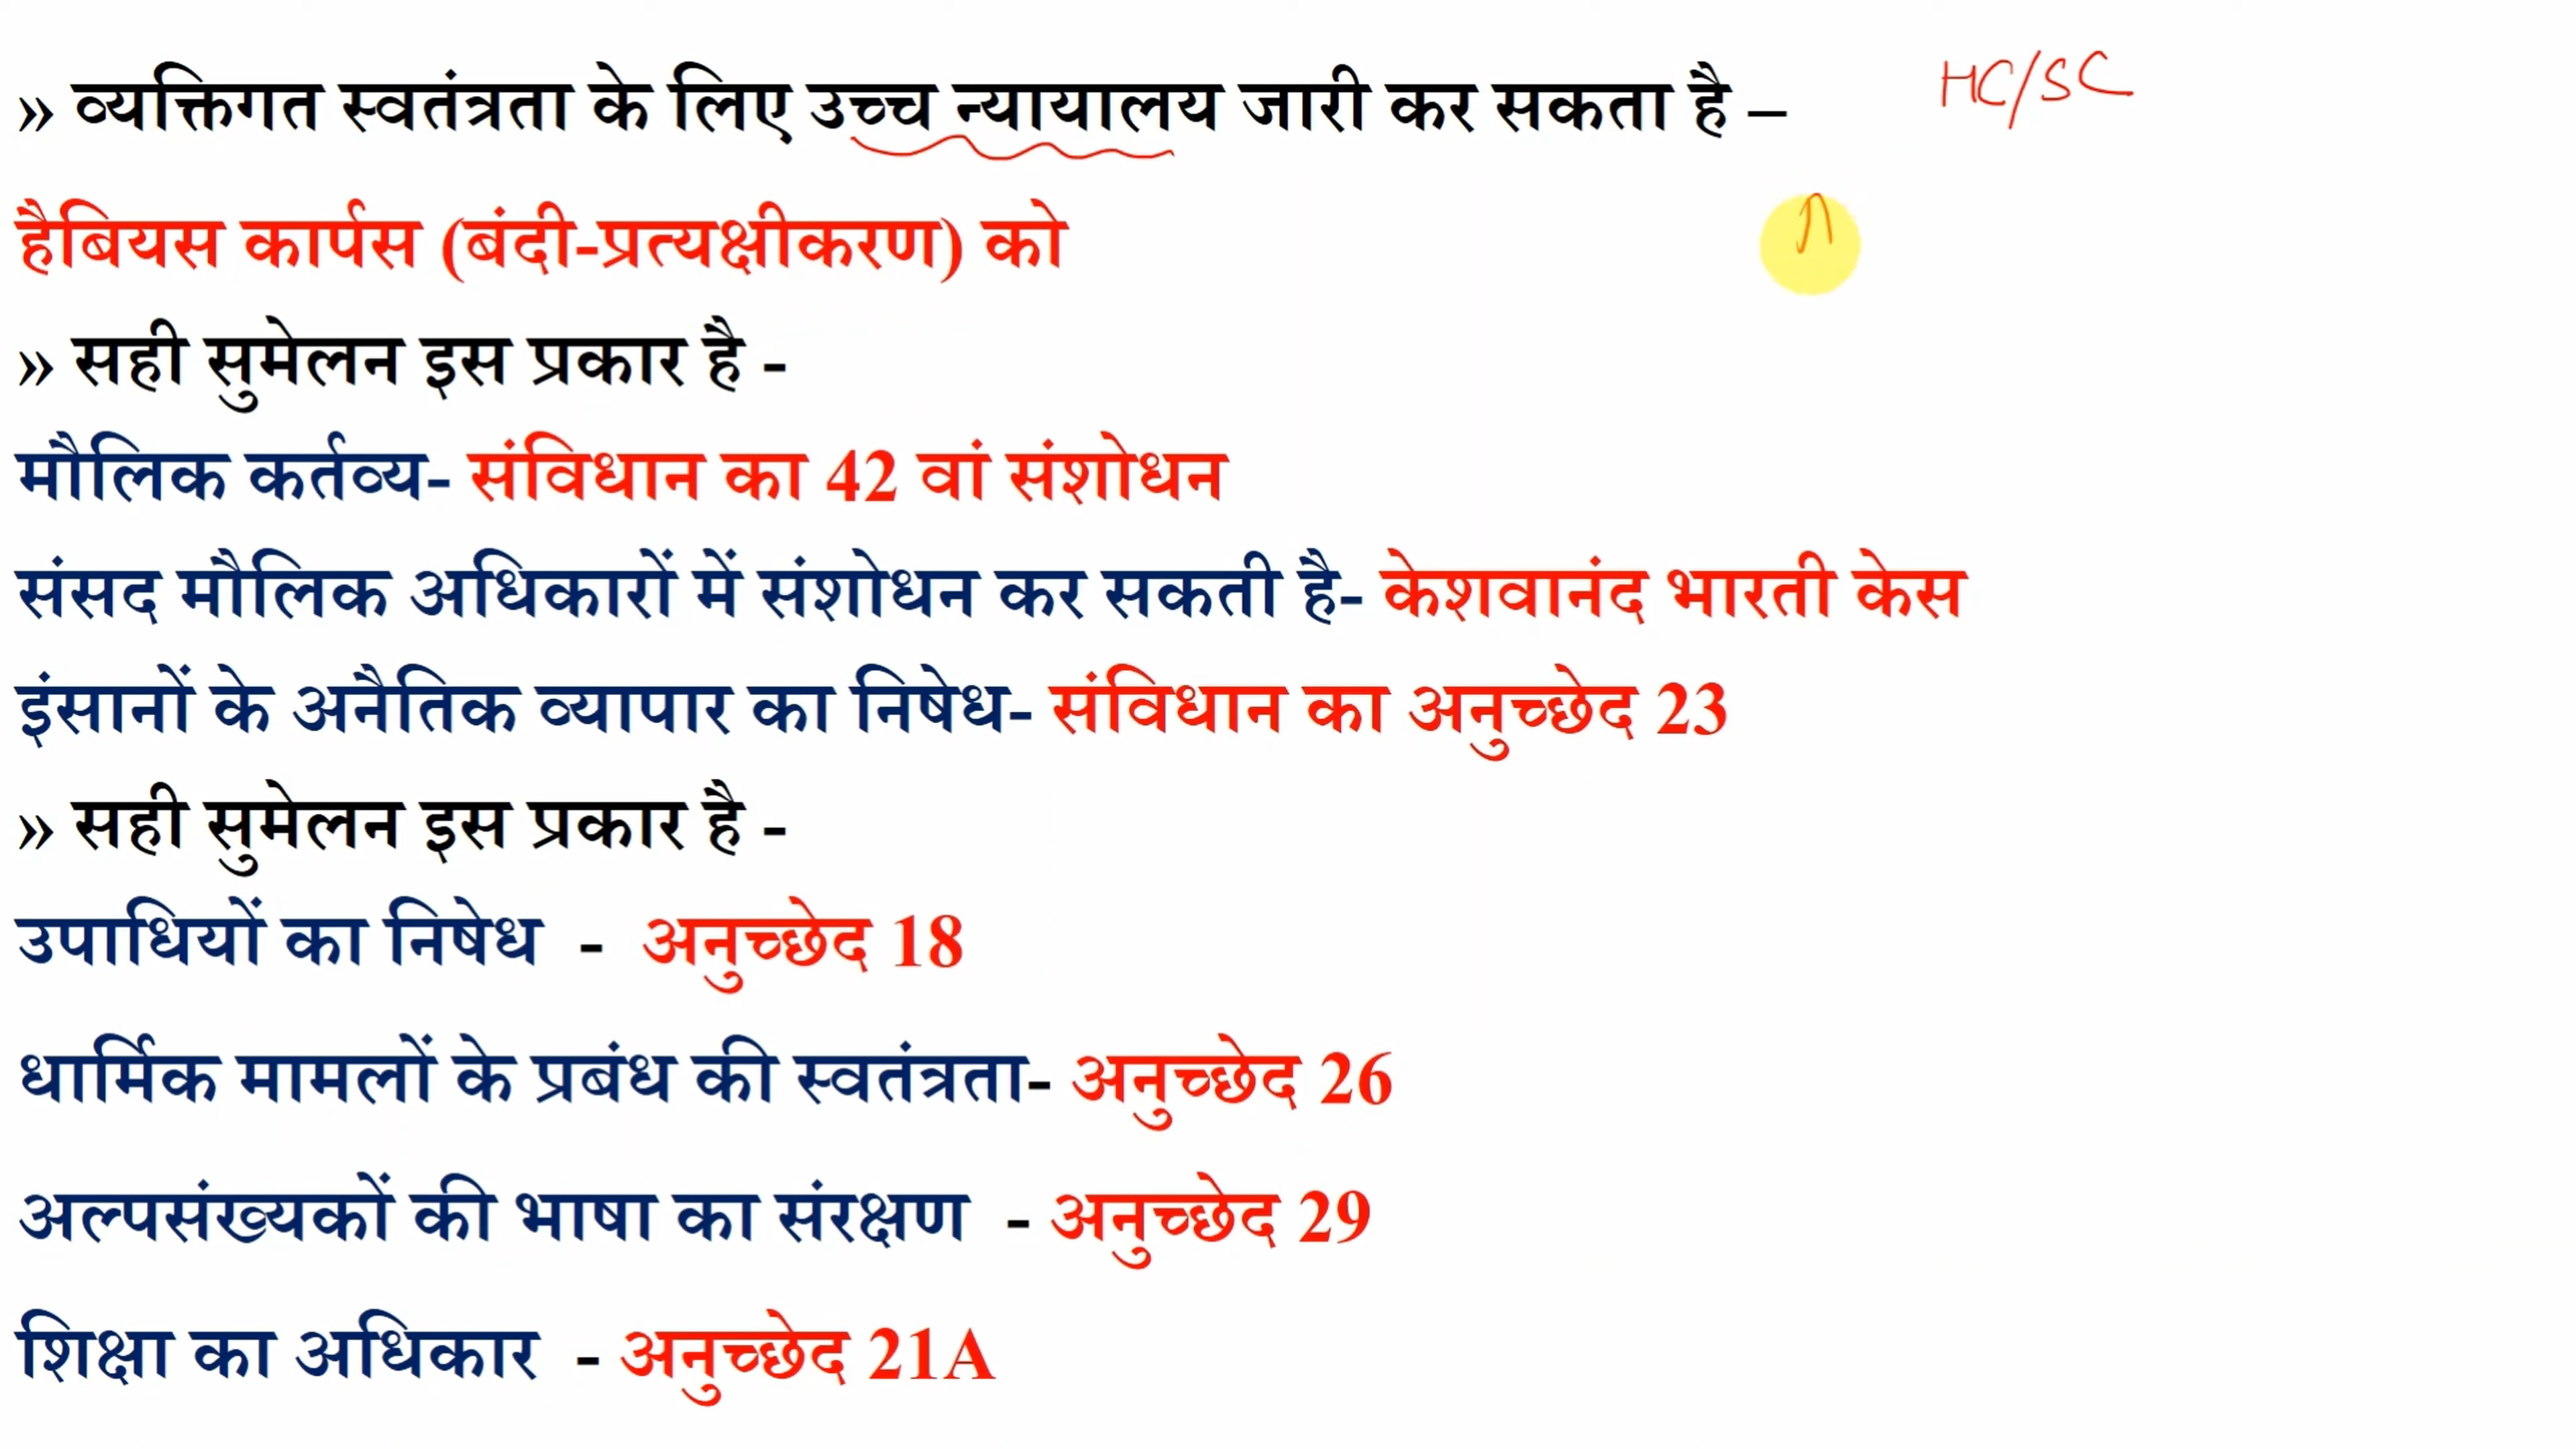 » व्यक्तिगत स्वतंत्रता के लिए उच्च न्यायालय जारी कर सकता है – HC/SC
हैबियस कार्पस (बंदी-प्रत्यक्षीकरण) को
» सही सुमेलन इस प्रकार है -
मौलिक कर्तव्य- संविधान का 42 वां संशोधन
संसद मौलिक अधिकारों में संशोधन कर सकती है- केशवानंद भारती केस
इंसानों के अनैतिक व्यापार का निषेध- संविधान का अनुच्छेद 23
» सही सुमेलन इस प्रकार है -
उपाधियों का निषेध - अनुच्छेद 18
धार्मिक मामलों के प्रबंध की स्वतंत्रता- अनुच्छेद 26
अल्पसंख्यकों की भाषा का संरक्षण - अनुच्छेद 29
शिक्षा का अधिकार - अनुच्छेद 21A